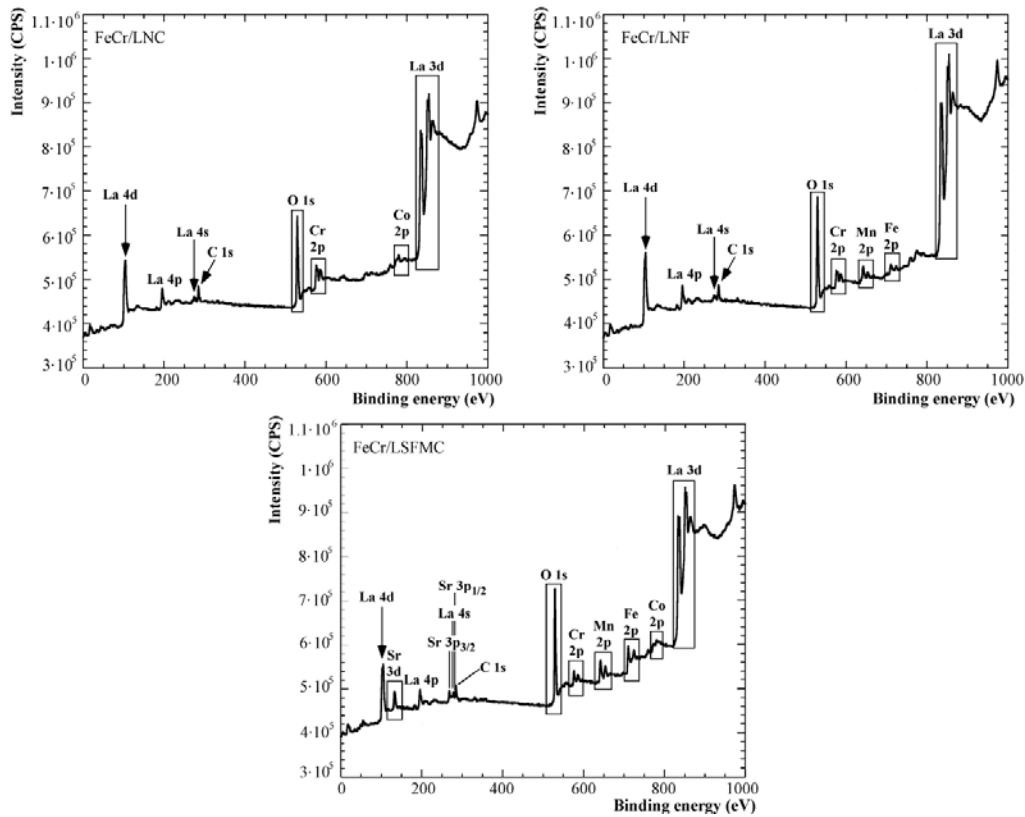 FeCr/LNC
Intensity (CPS)
1.1·10⁶
1·10⁶
9·10⁵
8·10⁵
7·10⁵
6·10⁵
5·10⁵
4·10⁵
3·10⁵
La 4d
La 4p
La 4s
C 1s
O 1s
Cr
2p
Co
2p
La 3d
0 200 400 600 800 1000
Binding energy (eV)
FeCr/LNF
Intensity (CPS)
1.1·10⁶
1·10⁶
9·10⁵
8·10⁵
7·10⁵
6·10⁵
5·10⁵
4·10⁵
3·10⁵
La 4d
La 4p
La 4s
C 1s
O 1s
Cr
2p
Mn
2p
Fe
2p
La 3d
0 200 400 600 800 1000
Binding energy (eV)
FeCr/LSFMC
Intensity (CPS)
1.1·10⁶
1·10⁶
9·10⁵
8·10⁵
7·10⁵
6·10⁵
5·10⁵
4·10⁵
3·10⁵
La 4d
Sr
3d
La 4p
Sr 3p1/2
La 4s
Sr 3p3/2
C 1s
O 1s
Cr
2p
Mn
2p
Fe
2p
Co
2p
La 3d
0 200 400 600 800 1000
Binding energy (eV)